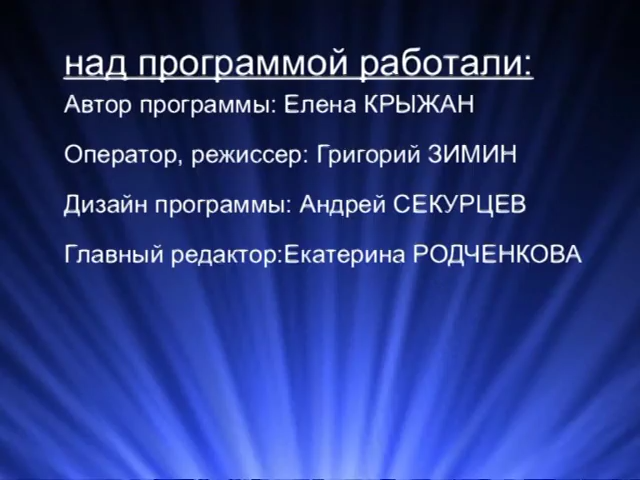 над программой работали:
Автор программы: Елена КРЫЖАН
Оператор, режиссер: Григорий ЗИМИН
Дизайн программы: Андрей СЕКУРЦЕВ
Главный редактор:Екатерина РОДЧЕНКОВА